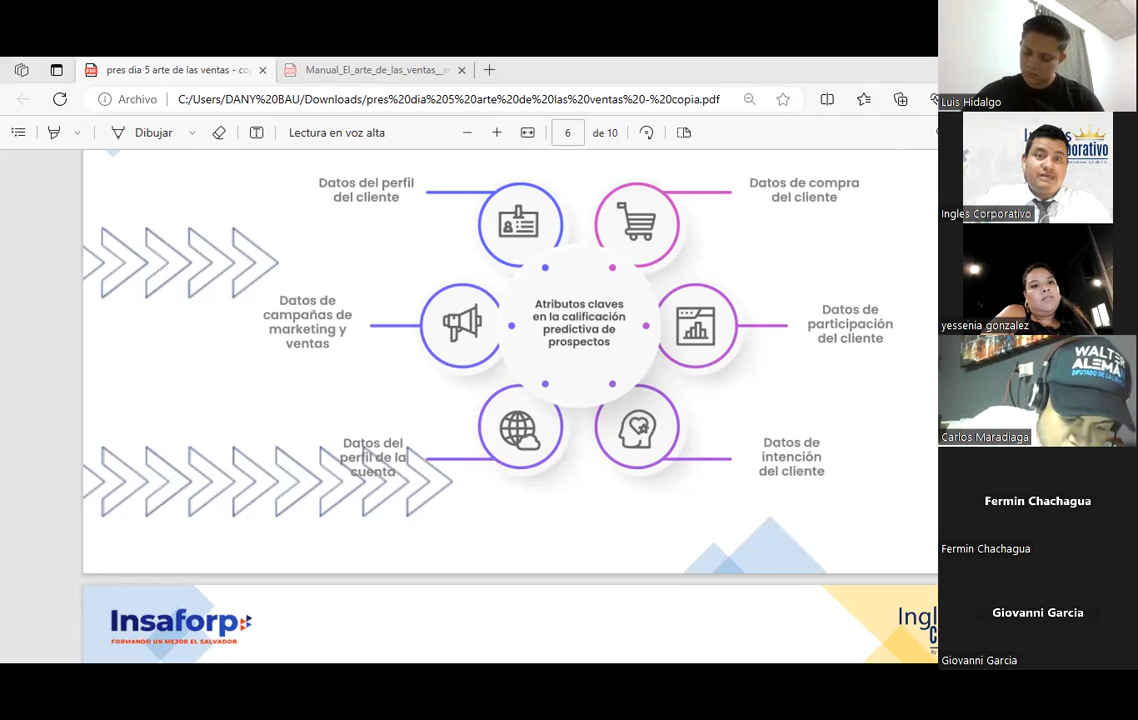 pres dia 5 arte de las ventas - co
Manual_El_arte_de_las_ventas_
Archivo
C:/Users/DANY%20BAU/Downloads/pres%20dia%205%20arte%20de%20las%20ventas%20-%20copia.pdf
Dibujar
Lectura en voz alta
6
de 10
Datos del perfil
del cliente
Datos de compra
del cliente
Datos de
campañas de
marketing y
ventas
Atributos claves
en la calificación
predictiva de
prospectos
Datos de
participación
del cliente
Datos del
perfil de la
cuenta
Datos de
intención
del cliente
Insaforp
FORMANDO UN MEJOR EL SALVADOR
Luis Hidalgo
Ingles Corporativo
yessenia gonzalez
WALTER
ALEMÁ
Carlos Maradiaga
Fermin Chachagua
Fermin Chachagua
Giovanni Garcia
Giovanni Garcia